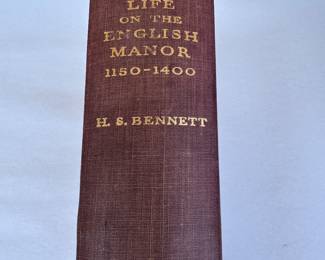 LIFE
ON THE
ENGLISH
MANOR
1150-1400
H. S. BENNETT